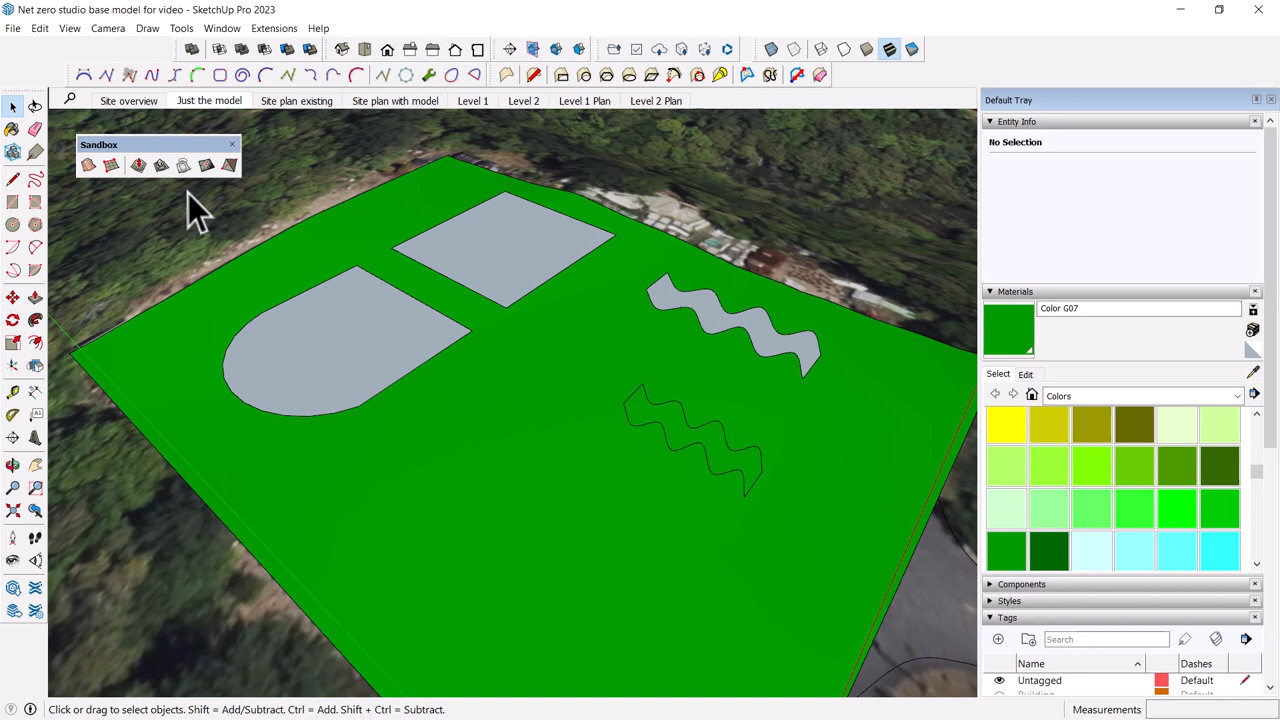 Net zero studio base model for video - SketchUp Pro 2023
File Edit View Camera Draw Tools Window Extensions Help
Site overview Just the model Site plan existing Site plan with model Level 1 Level 2 Level 1 Plan Level 2 Plan
Sandbox
Default Tray
Entity Info
No Selection
Materials
Color G07
Select Edit
Colors
Components
Styles
Tags
Search
Name Dashes
Untagged Default
Click or drag to select objects. Shift = Add/Subtract. Ctrl = Add. Shift + Ctrl = Subtract.
Measurements